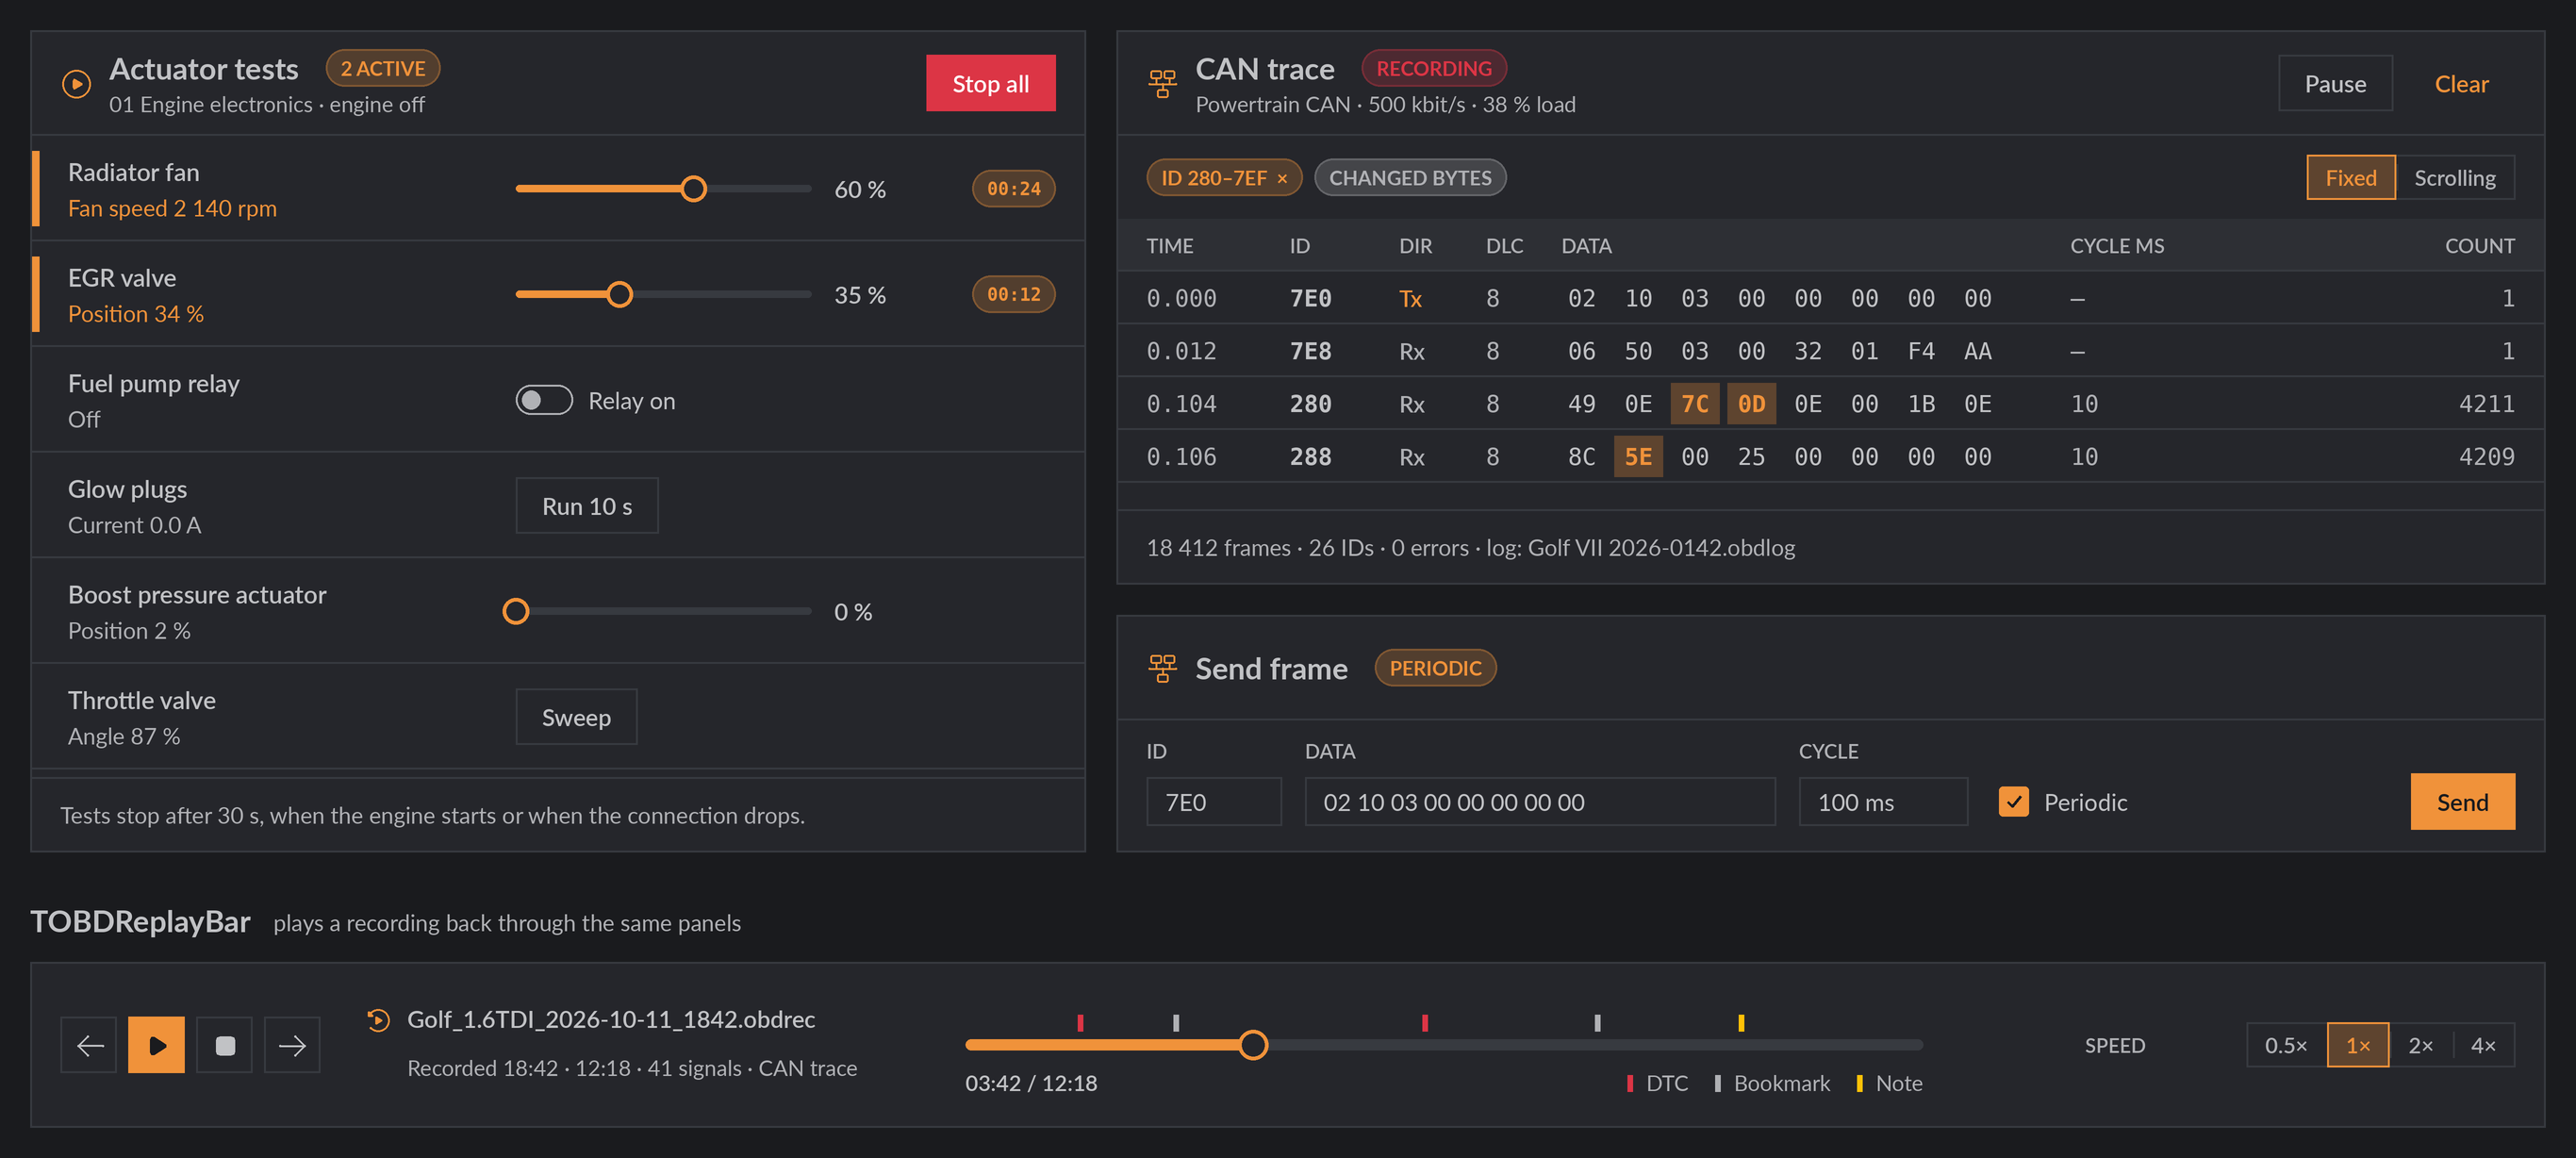 Actuator tests 2 ACTIVE
01 Engine electronics · engine off
Stop all
Radiator fan
Fan speed 2 140 rpm
60 %
00:24
EGR valve
Position 34 %
35 %
00:12
Fuel pump relay
Off
Relay on
Glow plugs
Current 0.0 A
Run 10 s
Boost pressure actuator
Position 2 %
0 %
Throttle valve
Angle 87 %
Sweep
Tests stop after 30 s, when the engine starts or when the connection drops.
CAN trace RECORDING
Powertrain CAN · 500 kbit/s · 38 % load
Pause Clear
ID 280–7EF × CHANGED BYTES
Fixed Scrolling
TIME ID DIR DLC DATA CYCLE MS COUNT
0.000 7E0 Tx 8 02 10 03 00 00 00 00 00 – 1
0.012 7E8 Rx 8 06 50 03 00 32 01 F4 AA – 1
0.104 280 Rx 8 49 0E 7C 0D 0E 00 1B 0E 10 4211
0.106 288 Rx 8 8C 5E 00 25 00 00 00 00 10 4209
18 412 frames · 26 IDs · 0 errors · log: Golf VII 2026-0142.obdlog
Send frame PERIODIC
ID DATA CYCLE
7E0 02 10 03 00 00 00 00 00 100 ms Periodic Send
TOBDReplayBar plays a recording back through the same panels
Golf_1.6TDI_2026-10-11_1842.obdrec
Recorded 18:42 · 12:18 · 41 signals · CAN trace
03:42 / 12:18
DTC Bookmark Note
SPEED 0.5× 1× 2× 4×